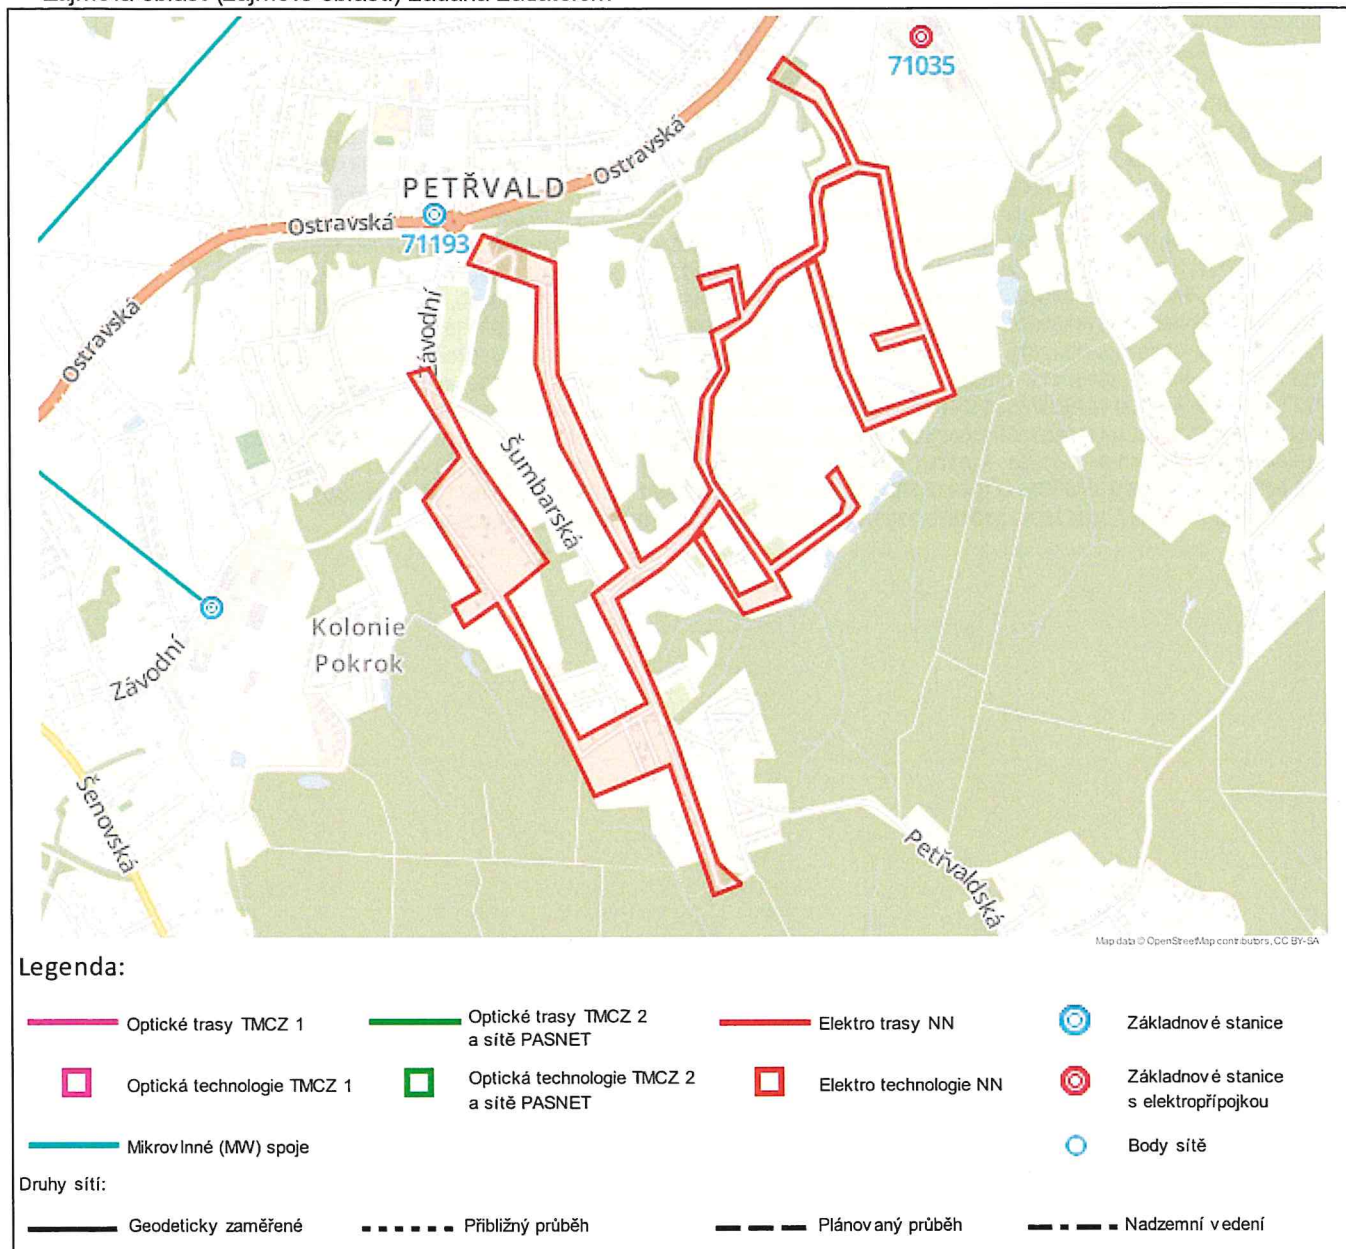 71035
Ostravská
PETŘVALD
Ostravská
71193
Ostravská
Závodní
Šumbarská
Kolonie
Pokrok
Závodní
Šenovská
Petřvaldská
Map data © OpenStreetMap contributors, CC BY-SA
Legenda:
Optické trasy TMCZ 1
Optické trasy TMCZ 2
a sítě PASNET
Elektro trasy NN
Základnové stanice
Optická technologie TMCZ 1
Optická technologie TMCZ 2
a sítě PASNET
Elektro technologie NN
Základnové stanice
s elektropřípojkou
Mikrovlnné (MW) spoje
Body sítě
Druhy sítí:
Geodeticky zaměřené
Přibližný průběh
Plánovaný průběh
Nadzemní vedení